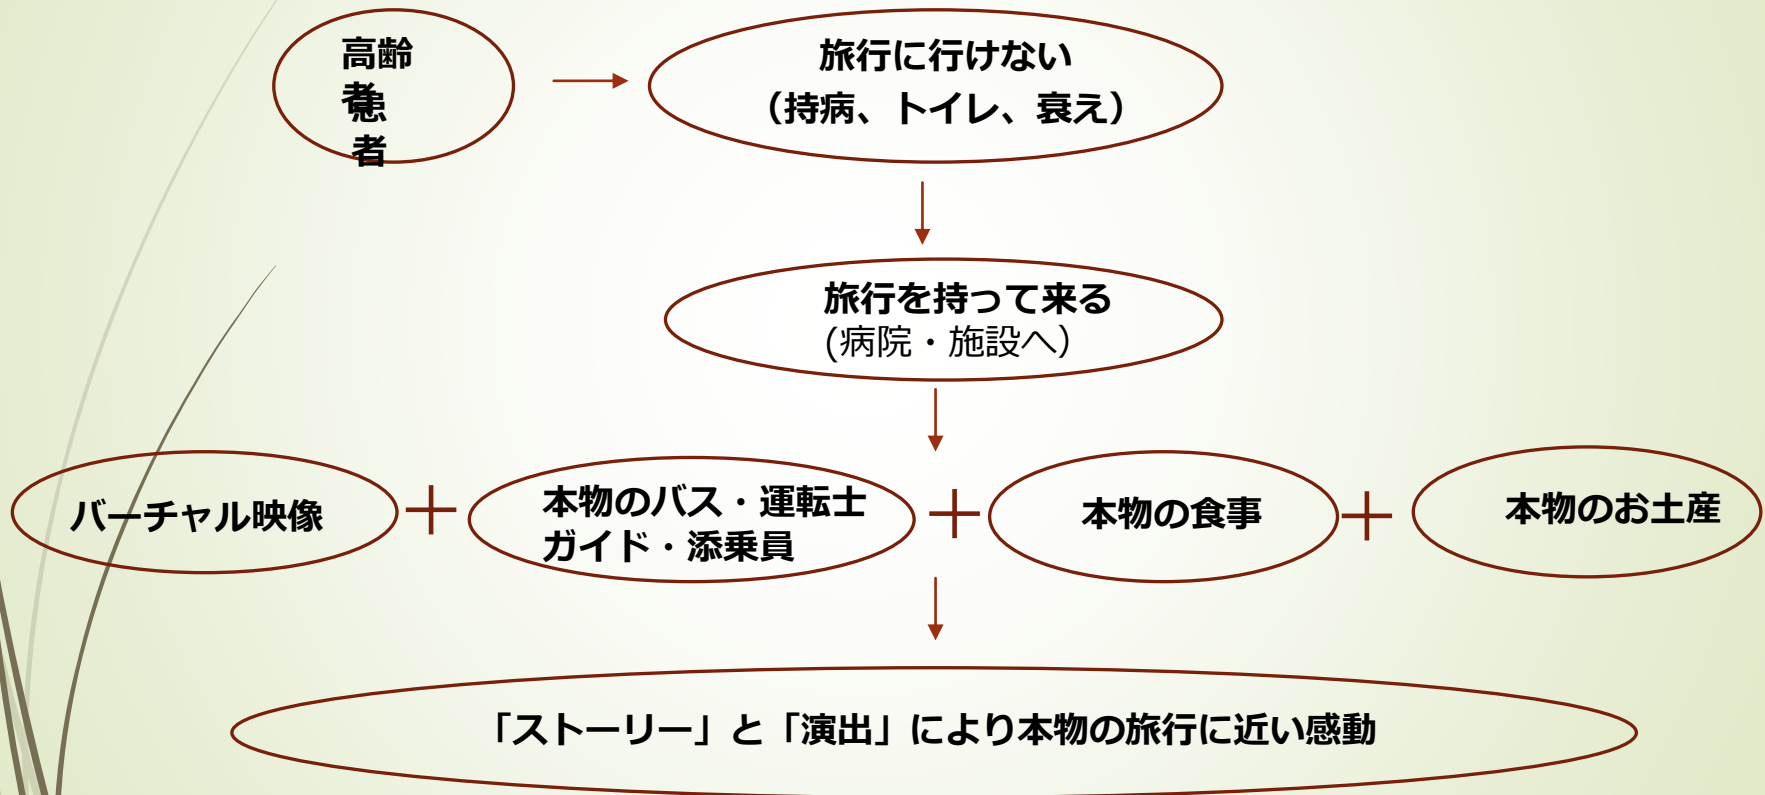 高齢
者
患
者
旅行に行けない
（持病、トイレ、衰え）
旅行を持って来る
(病院・施設へ）
バーチャル映像
＋
本物のバス・運転士
ガイド・添乗員
＋
本物の食事
＋
本物のお土産
「ストーリー」と「演出」により本物の旅行に近い感動